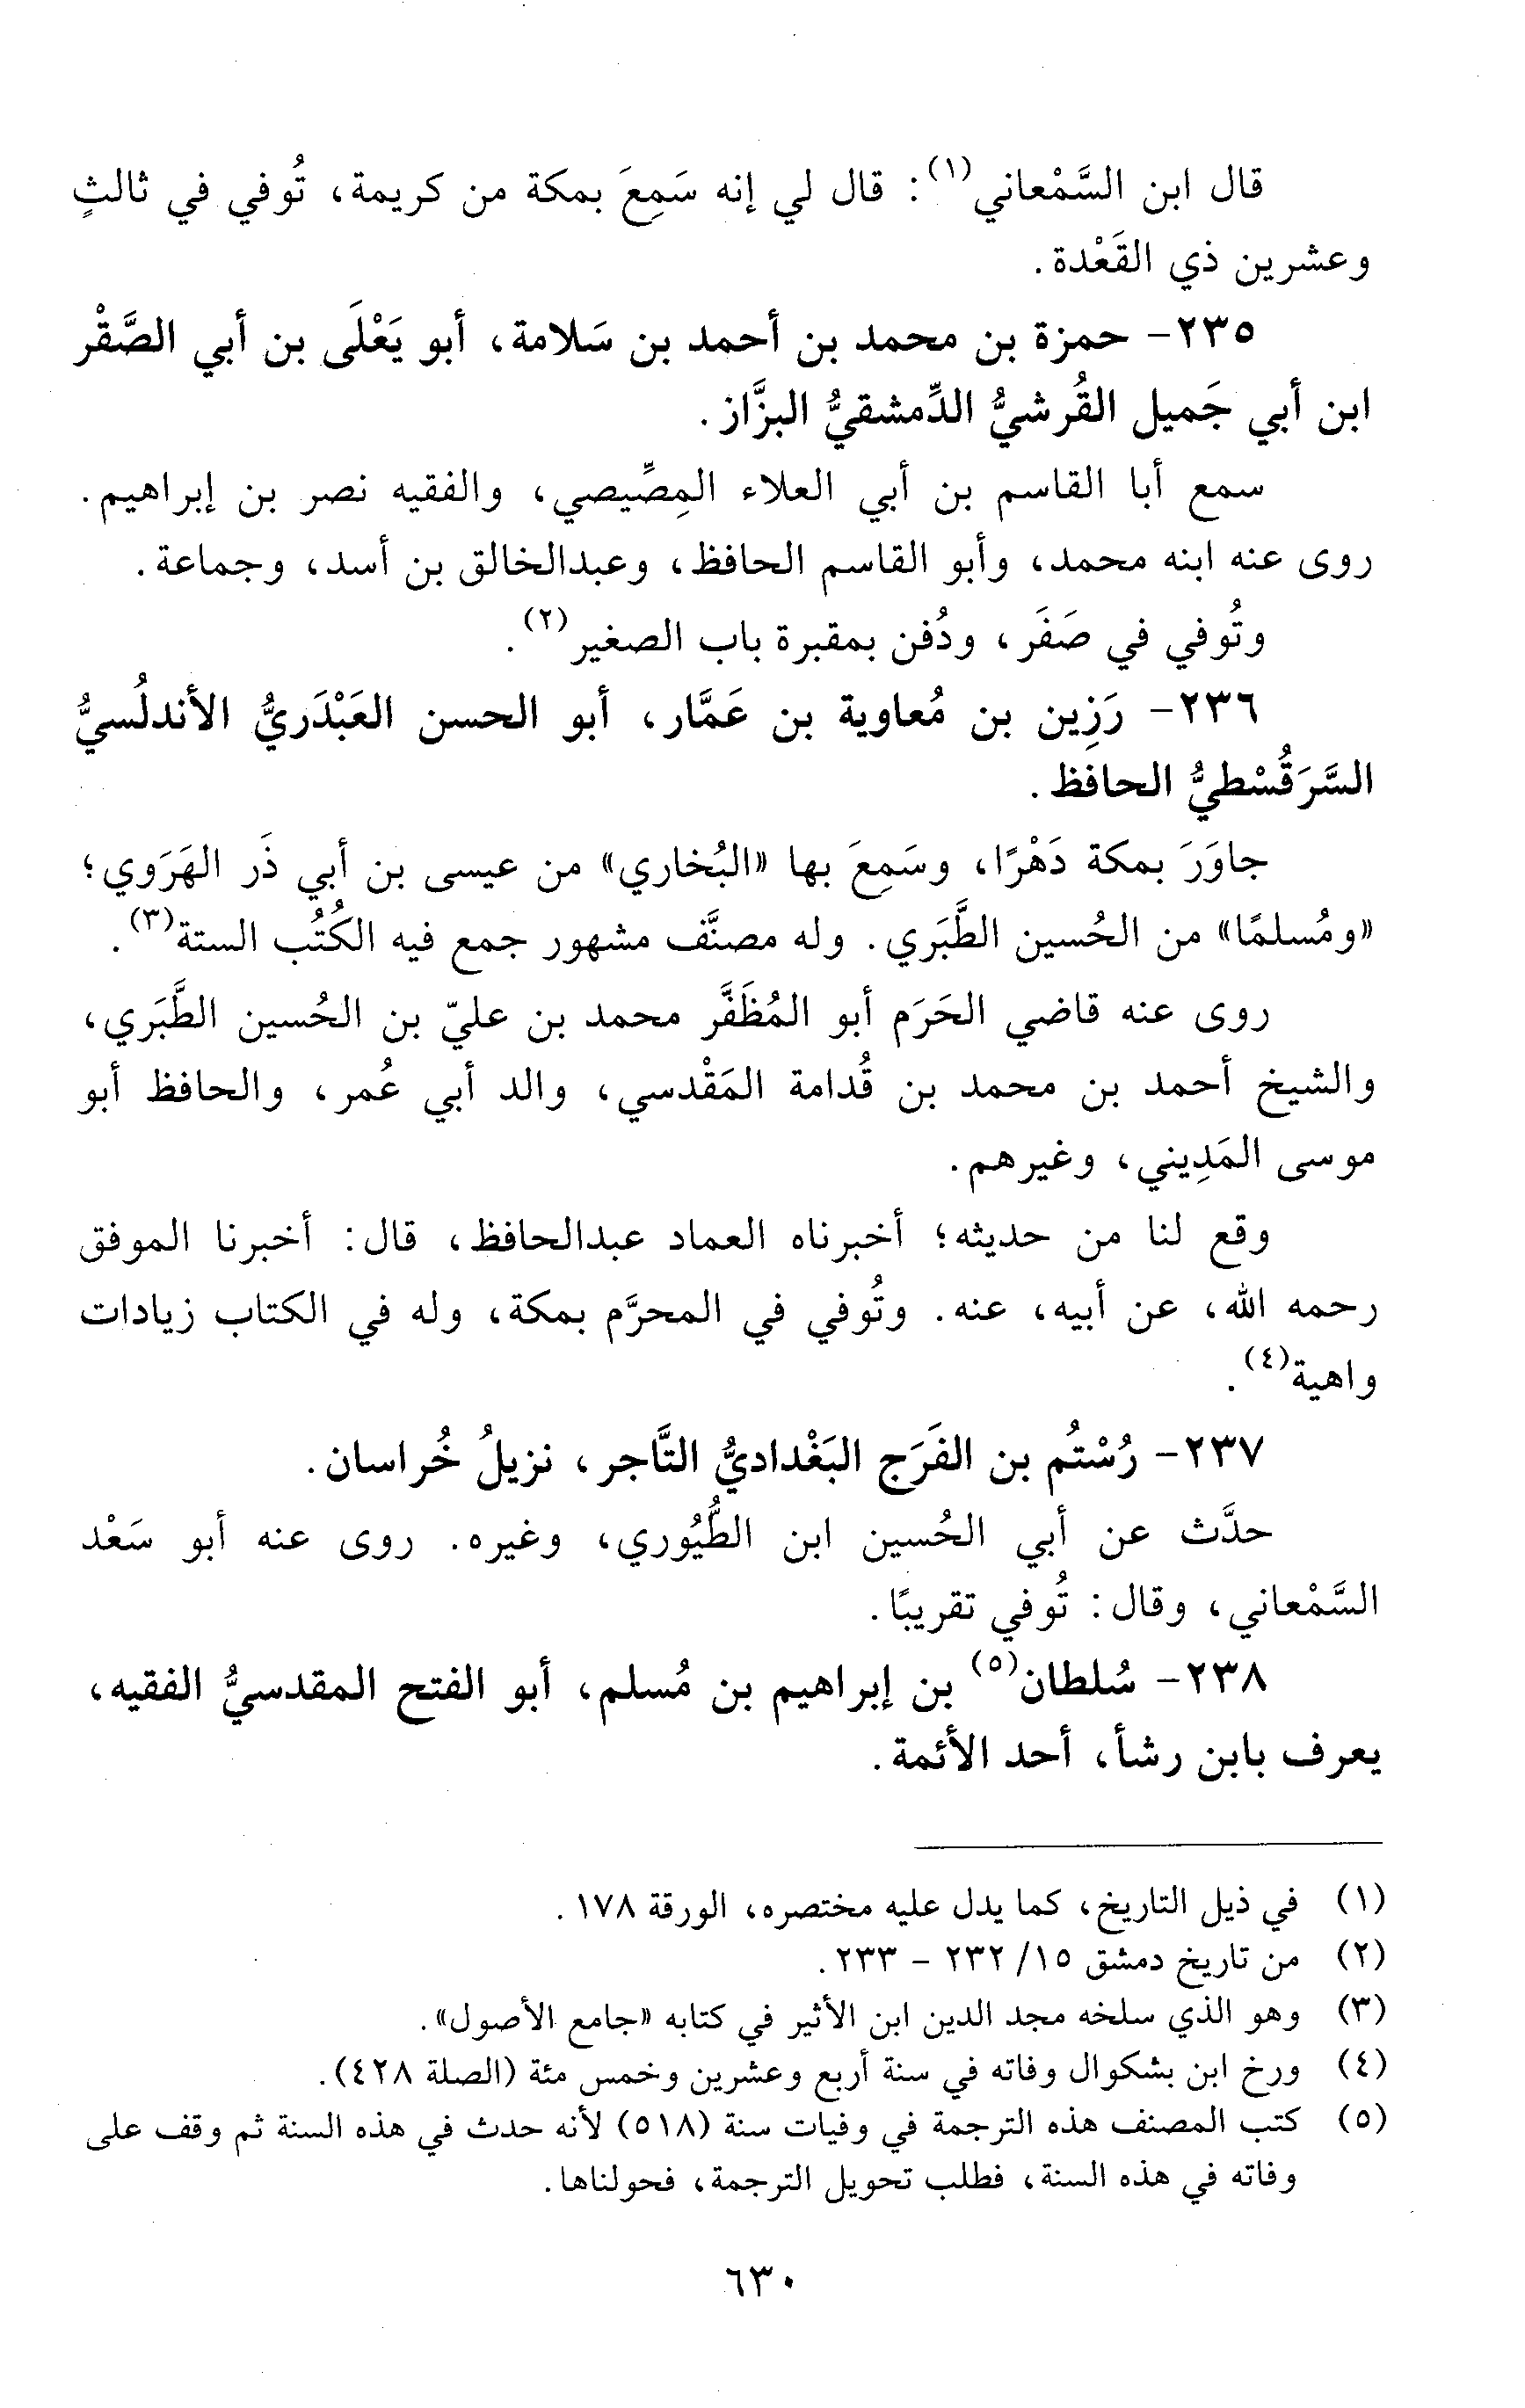 قال ابن السَّمْعاني(١): قال لي إنه سَمِعَ بمكة من كريمة، تُوفي في ثالثٍ
وعشرين ذي القَعْدة.
٢٣٥- حمزة بن محمد بن أحمد بن سَلامة، أبو يَعْلَى بن أبي الصَّقْر
ابن أبي جَميل القُرشيُّ الدِّمشقيُّ البزَّاز.
سمع أبا القاسم بن أبي العلاء المِصِّيصي، والفقيه نصر بن إبراهيم.
روى عنه ابنه محمد، وأبو القاسم الحافظ، وعبدالخالق بن أسد، وجماعة.
وتُوفي في صَفَر، ودُفن بمقبرة باب الصغير(٢).
٢٣٦- رَزِين بن مُعاوية بن عَمَّار، أبو الحسن العَبْدَريُّ الأندلُسيُّ
السَّرَقُسْطيُّ الحافظ.
جاوَرَ بمكة دَهْرًا، وسَمِعَ بها «البُخاري» من عيسى بن أبي ذَر الهَرَوي؛
«ومُسلمًا» من الحُسين الطَّبَري. وله مصنَّف مشهور جمع فيه الكُتُب الستة(٣).
روى عنه قاضي الحَرَم أبو المُظَفَّر محمد بن عليّ بن الحُسين الطَّبَري،
والشيخ أحمد بن محمد بن قُدامة المَقْدسي، والد أبي عُمر، والحافظ أبو
موسى المَدِيني، وغيرهم.
وقع لنا من حديثه؛ أخبرناه العماد عبدالحافظ، قال: أخبرنا الموفق
رحمه الله، عن أبيه، عنه. وتُوفي في المحرَّم بمكة، وله في الكتاب زيادات
واهية(٤).
٢٣٧- رُسْتُم بن الفَرَج البَغْداديُّ التَّاجر، نزيلُ خُراسان.
حدَّث عن أبي الحُسين ابن الطُّيُوري، وغيره. روى عنه أبو سَعْد
السَّمْعاني، وقال: تُوفي تقريبًا.
٢٣٨- سُلطان(٥) بن إبراهيم بن مُسلم، أبو الفتح المقدسيُّ الفقيه،
يعرف بابن رشأ، أحد الأئمة.
(١) في ذيل التاريخ، كما يدل عليه مختصره، الورقة ١٧٨.
(٢) من تاريخ دمشق ١٥/ ٢٣٢ - ٢٣٣.
(٣) وهو الذي سلخه مجد الدين ابن الأثير في كتابه «جامع الأصول».
(٤) ورخ ابن بشكوال وفاته في سنة أربع وعشرين وخمس مئة (الصلة ٤٢٨).
(٥) كتب المصنف هذه الترجمة في وفيات سنة (٥١٨) لأنه حدث في هذه السنة ثم وقف على
وفاته في هذه السنة، فطلب تحويل الترجمة، فحولناها.
٦٣٠